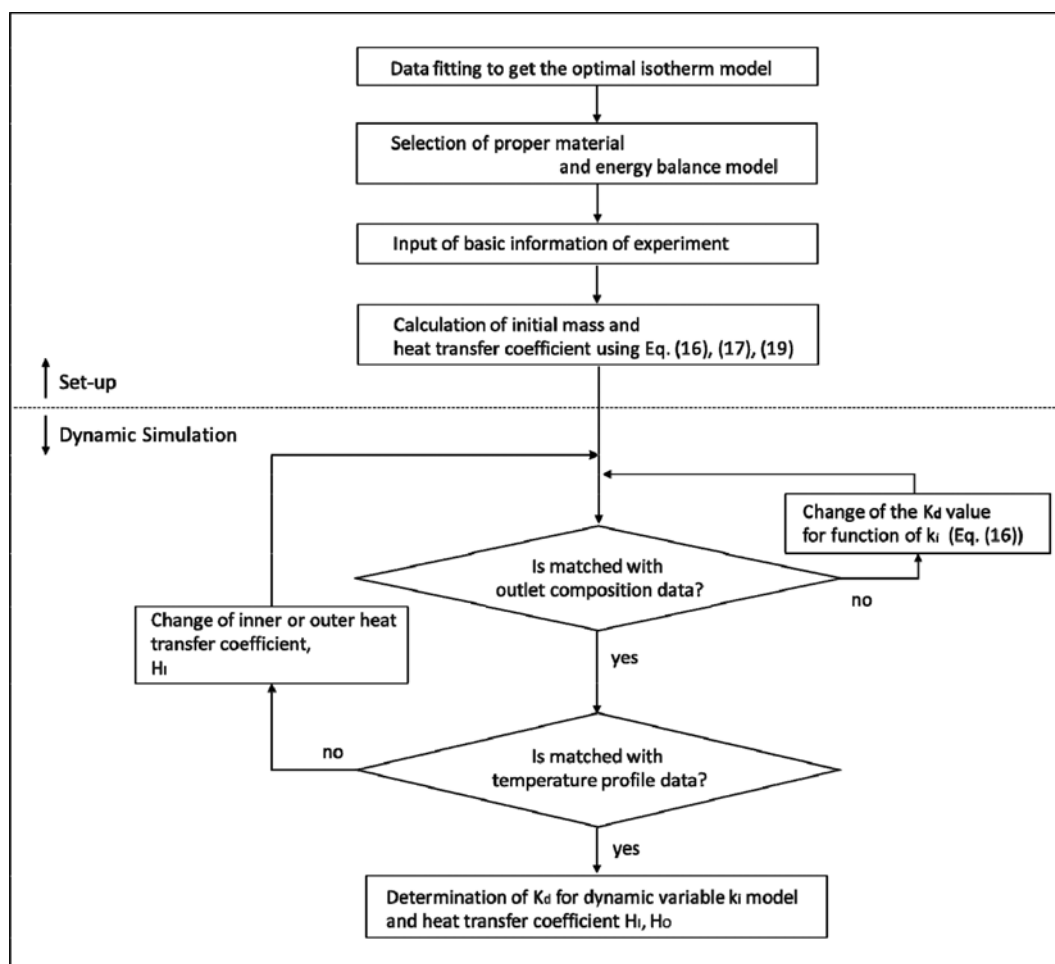 Data fitting to get the optimal isotherm model
Selection of proper material
and energy balance model
Input of basic information of experiment
Calculation of initial mass and
heat transfer coefficient using Eq. (16), (17), (19)
Set-up
Dynamic Simulation
Change of the Kd value
for function of ki (Eq. (16))
Is matched with
outlet composition data?
no
Change of inner or outer heat
transfer coefficient,
HI
yes
no
Is matched with
temperature profile data?
yes
Determination of Kd for dynamic variable ki model
and heat transfer coefficient HI, HO